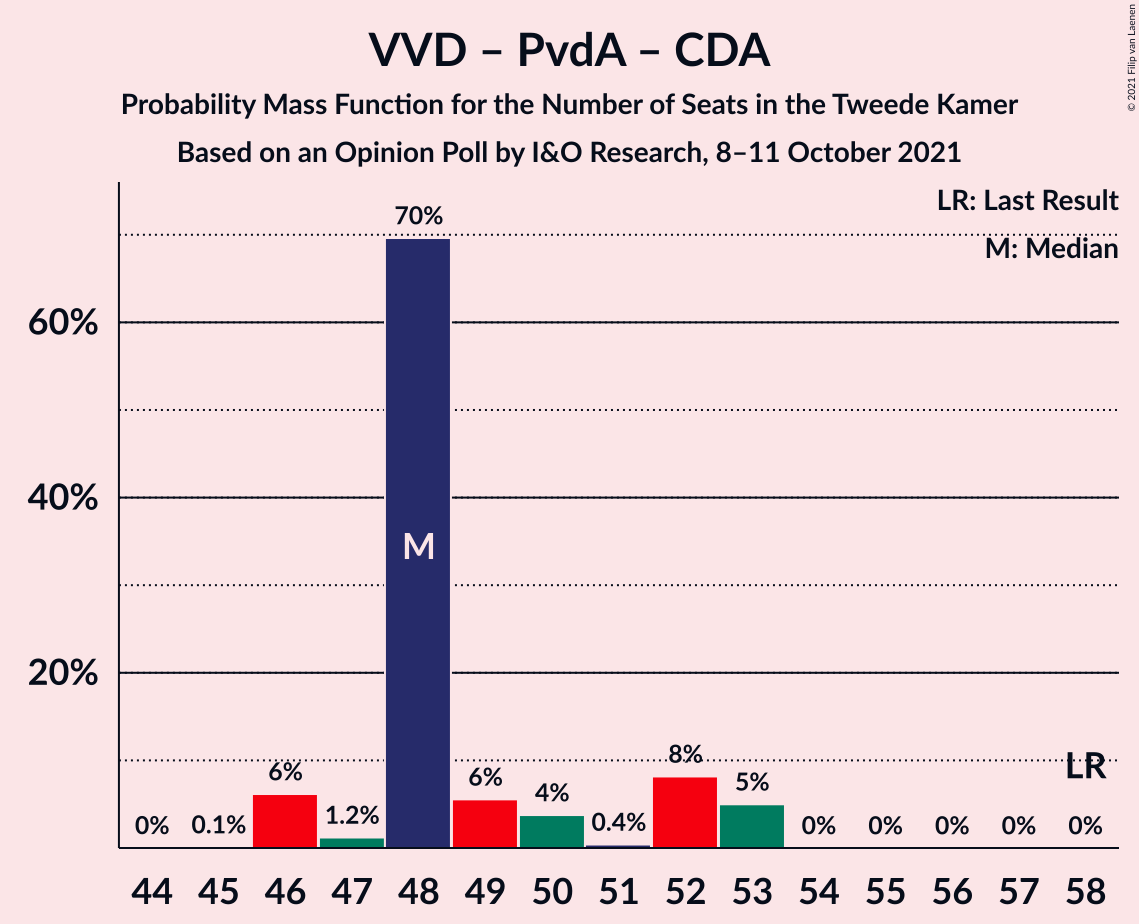 VVD – PvdA – CDA
Probability Mass Function for the Number of Seats in the Tweede Kamer
Based on an Opinion Poll by I&O Research, 8–11 October 2021
© 2021 Filip van Laenen
LR: Last Result
M: Median
60%
40%
20%
0%
0.1%
6%
1.2%
70%
M
6%
4%
0.4%
8%
5%
0%
0%
0%
0%
0%
LR
44 45 46 47 48 49 50 51 52 53 54 55 56 57 58